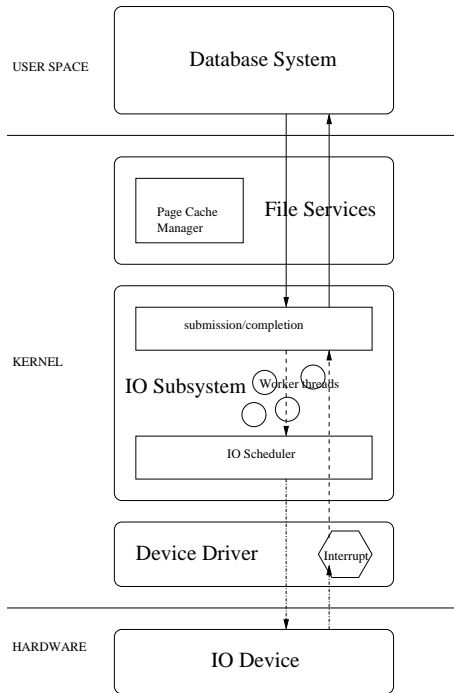 Database System
USER SPACE
Page Cache
Manager
File Services
submission/completion
KERNEL
IO Subsystem
Worker threads
IO Scheduler
Device Driver
Interrupt
HARDWARE
IO Device